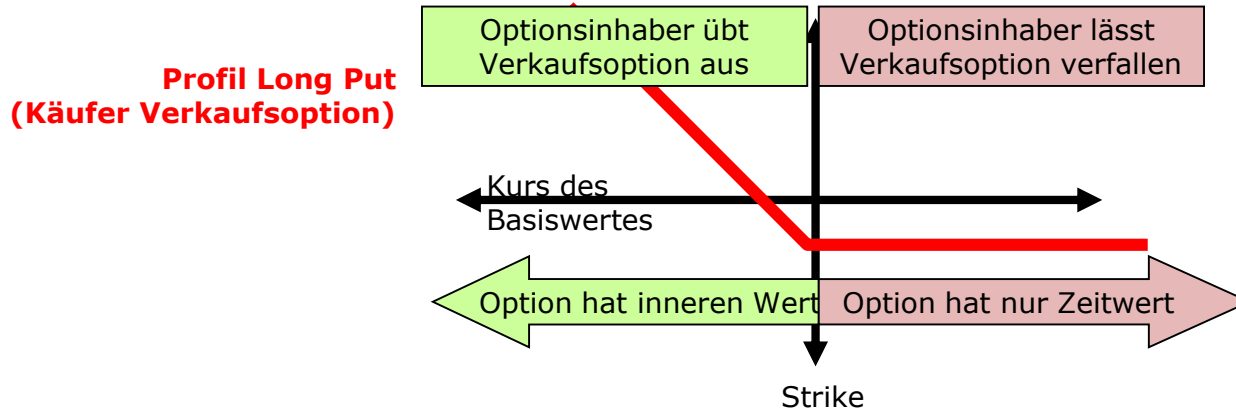 Optionsinhaber übt
Verkaufsoption aus
Optionsinhaber lässt
Verkaufsoption verfallen
Profil Long Put
(Käufer Verkaufsoption)
Kurs des
Basiswertes
Option hat inneren Wert
Option hat nur Zeitwert
Strike